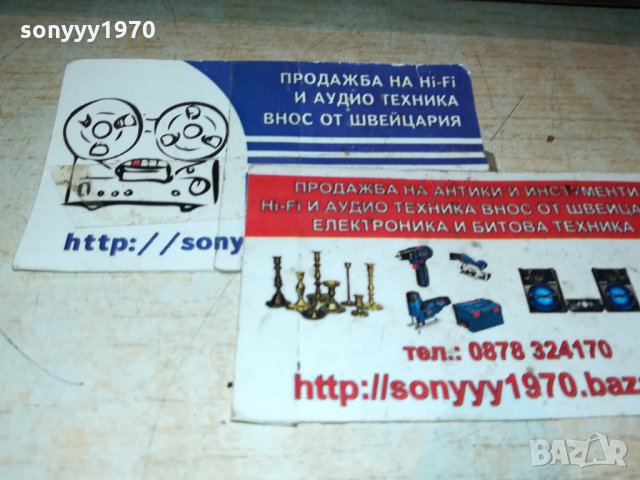 sonyyy1970
ПРОДАЖБА НА Hi-Fi
И АУДИО ТЕХНИКА
ВНОС ОТ ШВЕЙЦАРИЯ
http://sony
ПРОДАЖБА НА АНТИКИ И ИНСТРУМЕНТИ
Hi-Fi И АУДИО ТЕХНИКА ВНОС ОТ ШВЕЙЦА
ЕЛЕКТРОНИКА И БИТОВА ТЕХНИКА
тел.: 0878 324170
http://sonyyy1970.baza
BAZAR